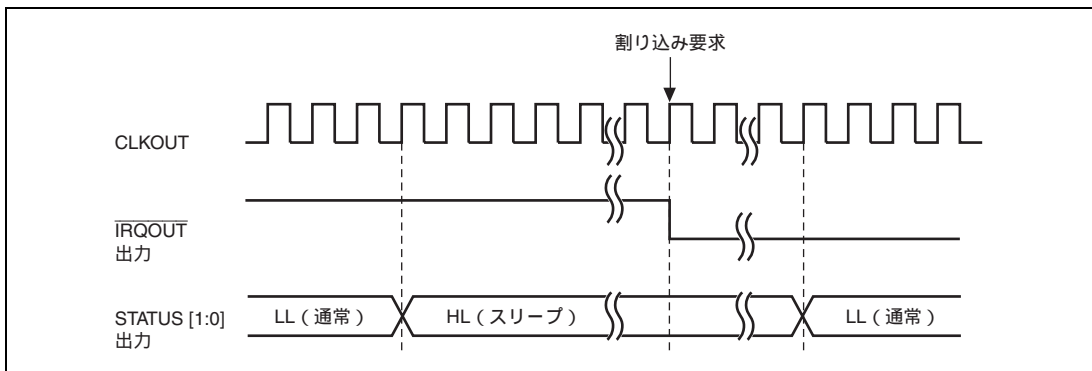 割り込み要求
CLKOUT
IRQOUT
出力
STATUS [1:0]
出力
LL（通常）
HL（スリープ）
LL（通常）